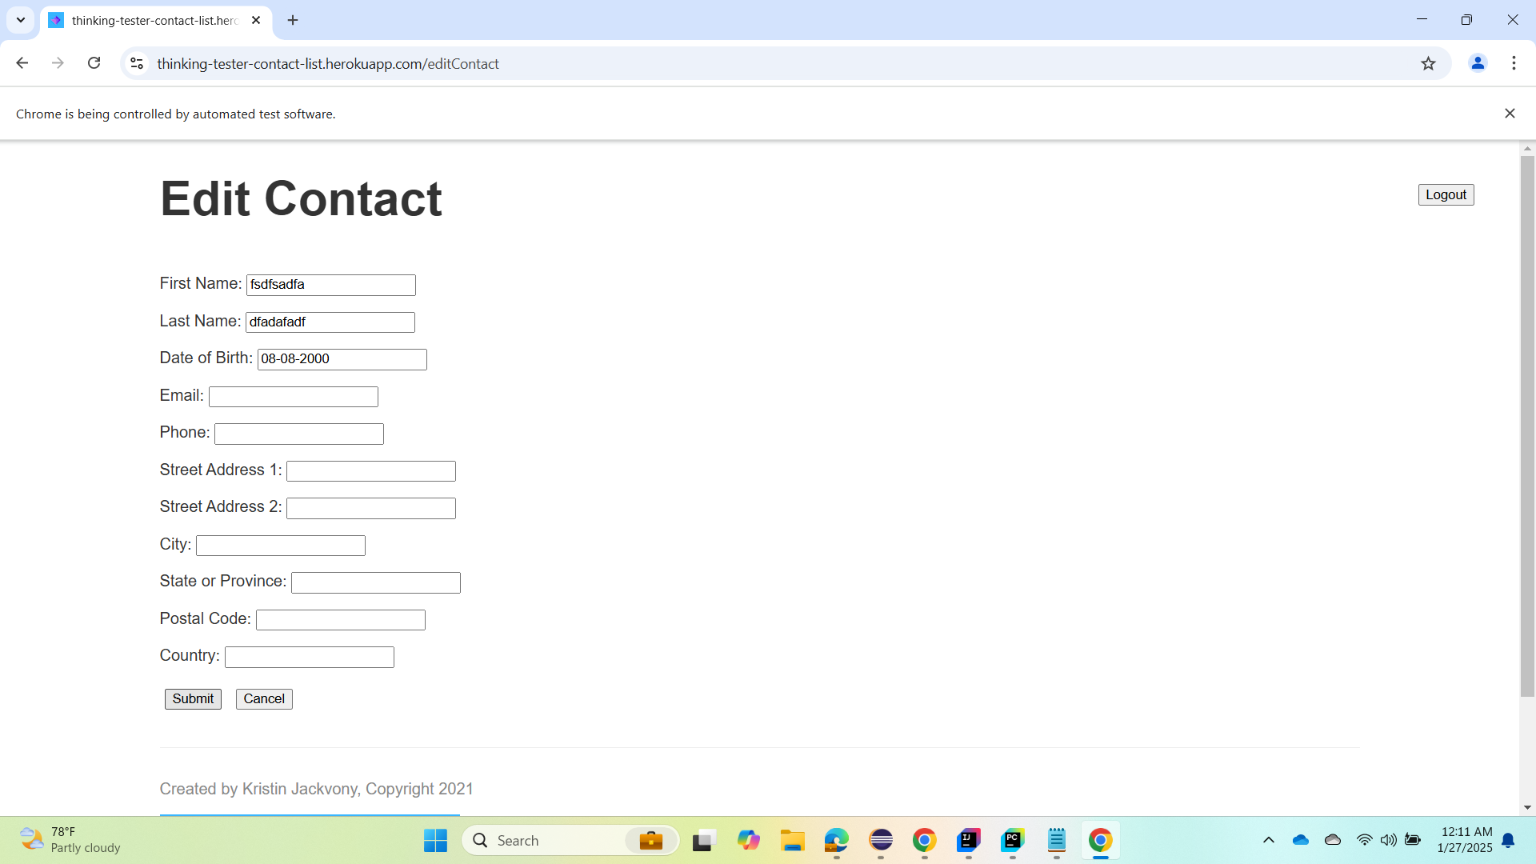 thinking-tester-contact-list.herc
thinking-tester-contact-list.herokuapp.com/editContact
Chrome is being controlled by automated test software.
Edit Contact
Logout
First Name: fsdfsadfa
Last Name: dfadafadf
Date of Birth: 08-08-2000
Email:
Phone:
Street Address 1:
Street Address 2:
City:
State or Province:
Postal Code:
Country:
Submit Cancel
Created by Kristin Jackvony, Copyright 2021
78°F
Partly cloudy
Search
IJ
PC
12:11 AM
1/27/2025